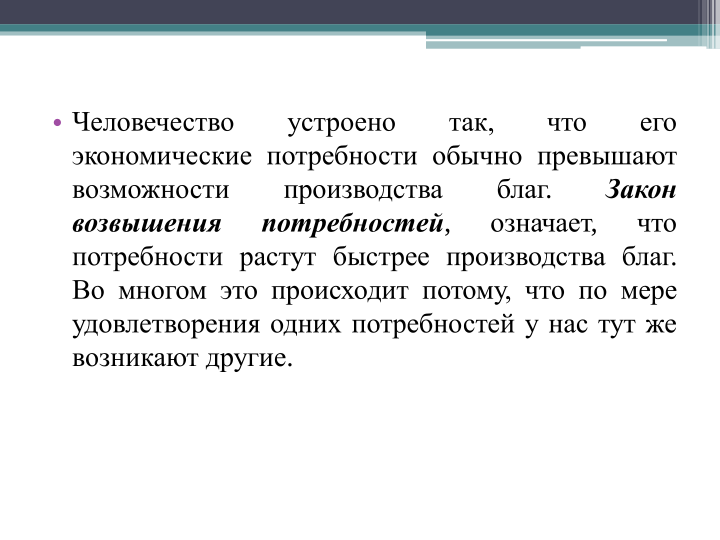 • Человечество устроено так, что его
экономические потребности обычно превышают
возможности производства благ. Закон
возвышения потребностей, означает, что
потребности растут быстрее производства благ.
Во многом это происходит потому, что по мере
удовлетворения одних потребностей у нас тут же
возникают другие.